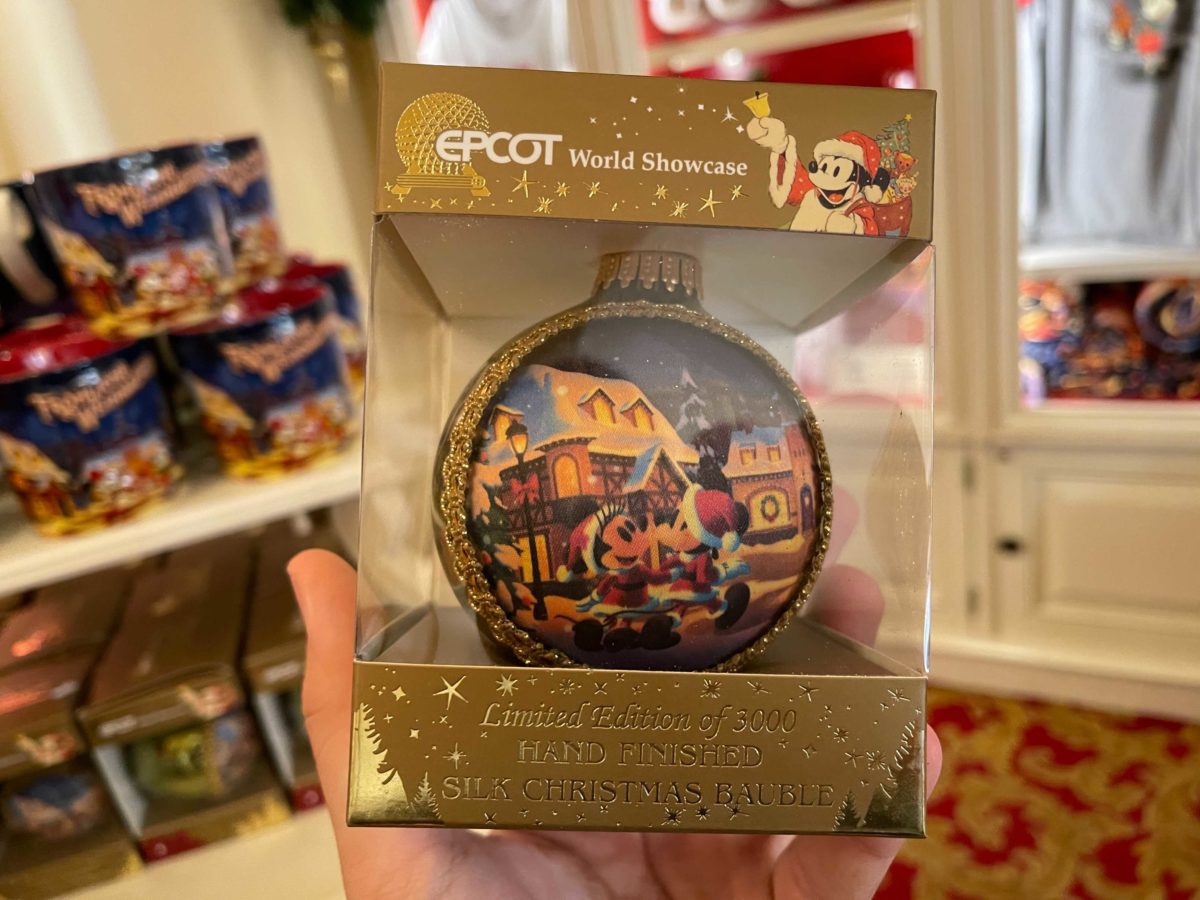 EPCOT World Showcase
Limited Edition of 3000
HAND FINISHED
SILK CHRISTMAS BAUBLE